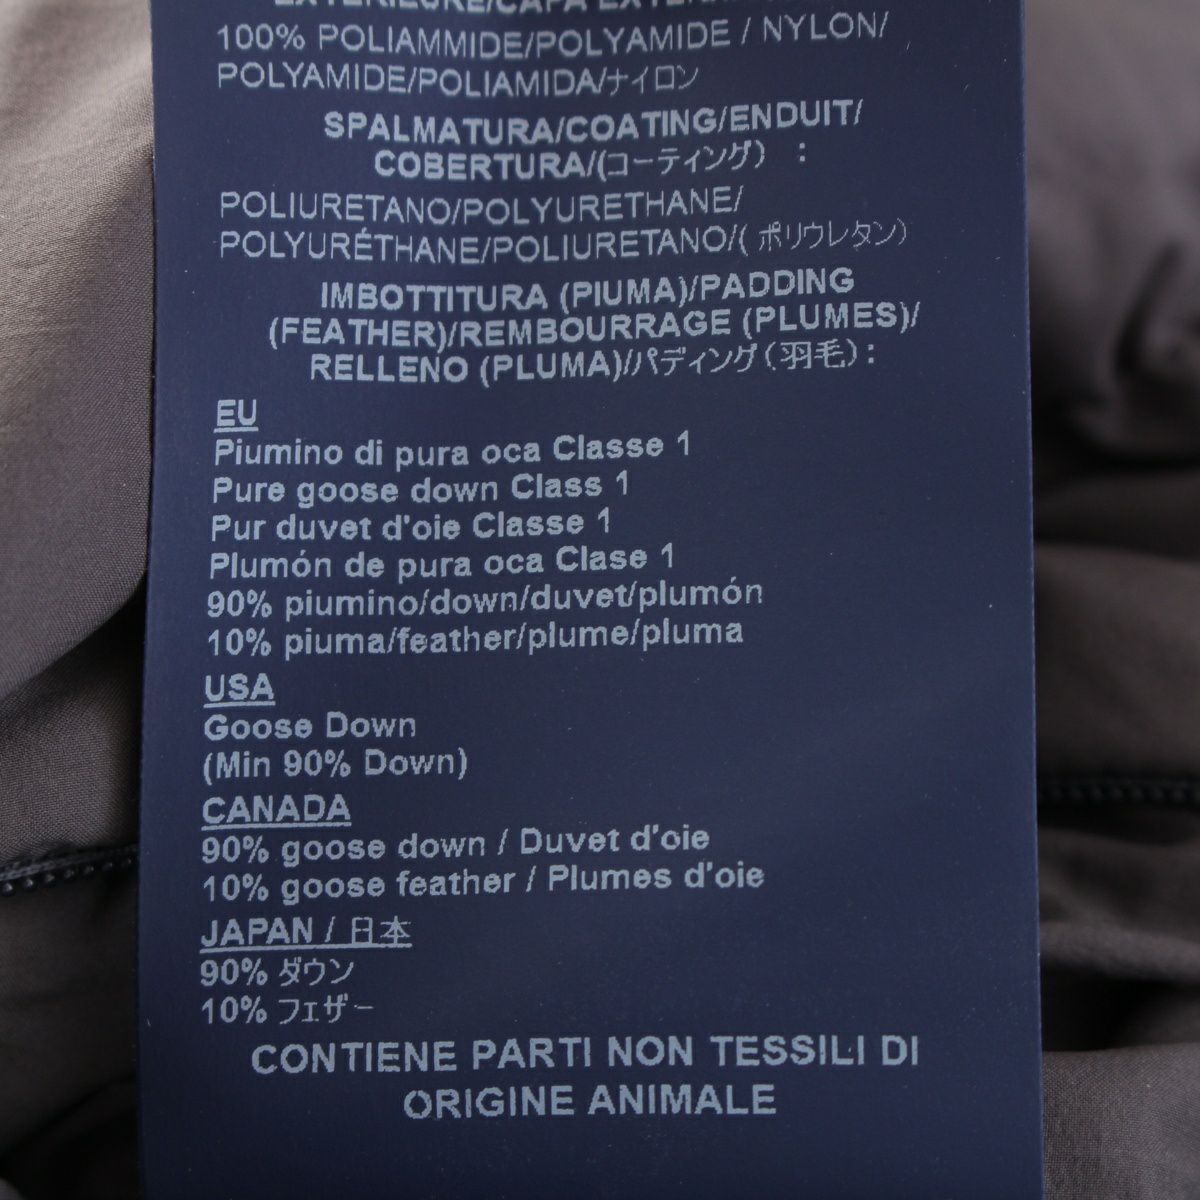 100% POLIAMMIDE/POLYAMIDE / NYLON/
POLYAMIDE/POLIAMIDA/ナイロン
SPALMATURA/COATING/ENDUIT/
COBERTURA/(コーティング) :
POLIURETANO/POLYURETHANE/
POLYURÉTHANE/POLIURETANO/( ポリウレタン)
IMBOTTITURA (PIUMA)/PADDING
(FEATHER)/REMBOURRAGE (PLUMES)/
RELLENO (PLUMA)/パディング(羽毛):
EU
Piumino di pura oca Classe 1
Pure goose down Class 1
Pur duvet d'oie Classe 1
Plumón de pura oca Clase 1
90% piumino/down/duvet/plumón
10% piuma/feather/plume/pluma
USA
Goose Down
(Min 90% Down)
CANADA
90% goose down / Duvet d'oie
10% goose feather / Plumes d'oie
JAPAN / 日本
90% ダウン
10% フェザー
CONTIENE PARTI NON TESSILI DI
ORIGINE ANIMALE